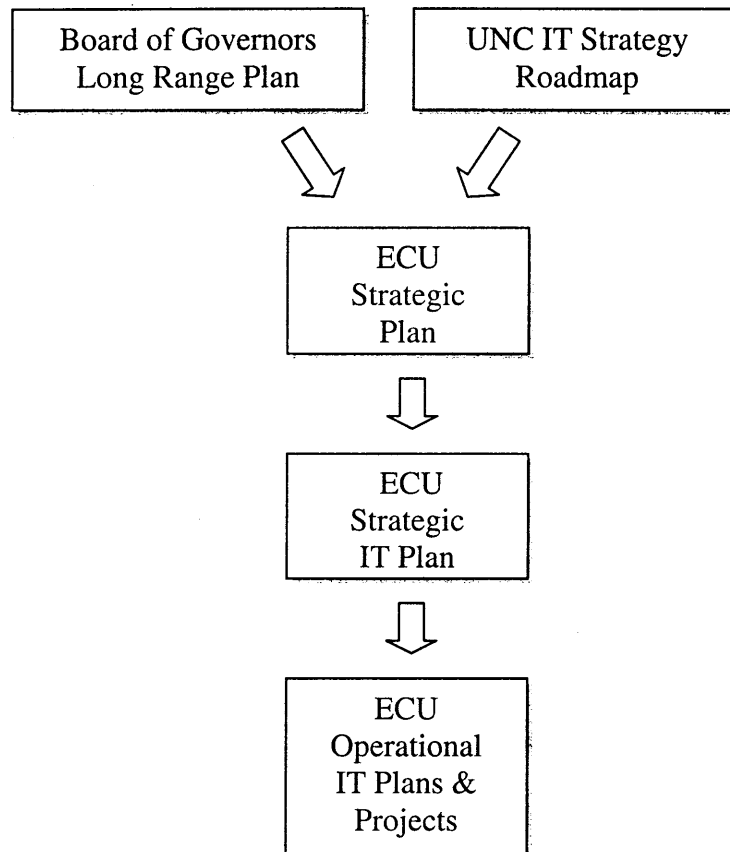 Board of Governors
Long Range Plan
UNC IT Strategy
Roadmap
ECU
Strategic
Plan
ECU
Strategic
IT Plan
ECU
Operational
IT Plans &
Projects